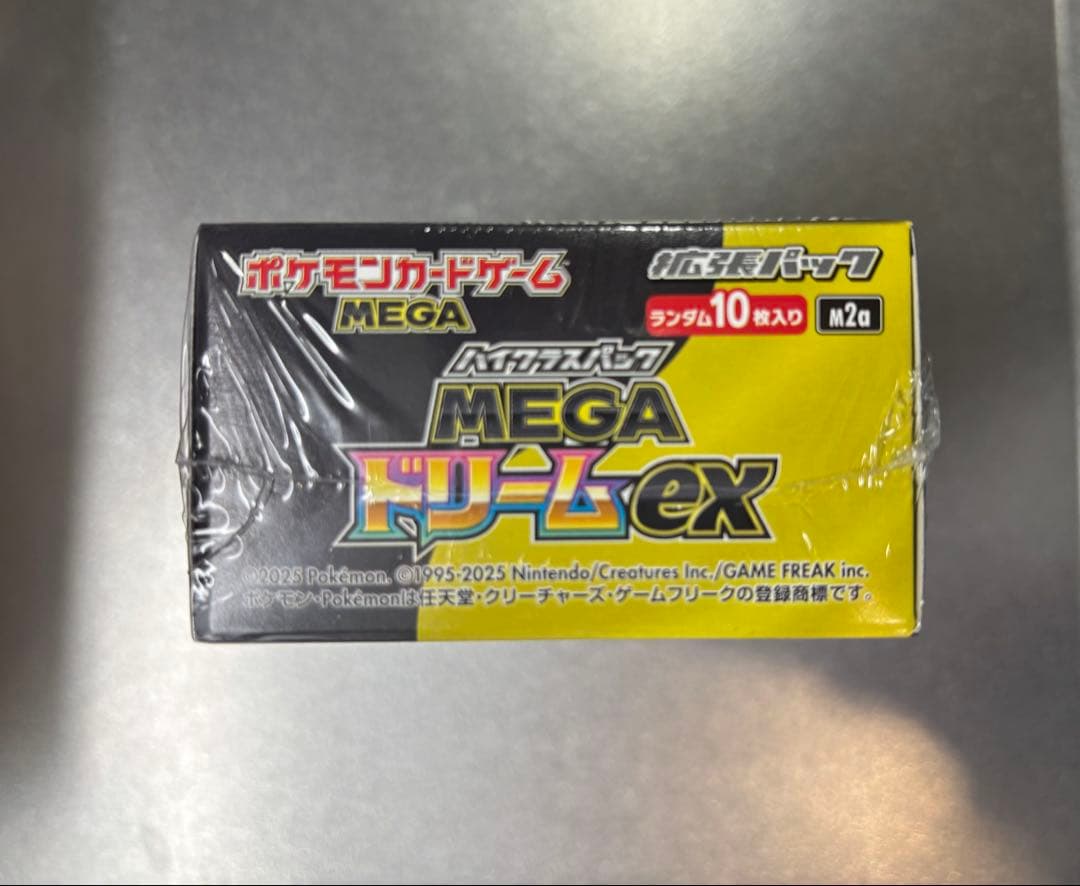 ポケモンカードゲーム
MEGA
拡張パック
ランダム10枚入り M2a
ハイクラスパック
MEGA
ドリームex
©2025 Pokémon. ©1995-2025 Nintendo/Creatures Inc./GAME FREAK inc.
ポケモン・Pokémonは任天堂・クリーチャーズ・ゲームフリークの登録商標です。